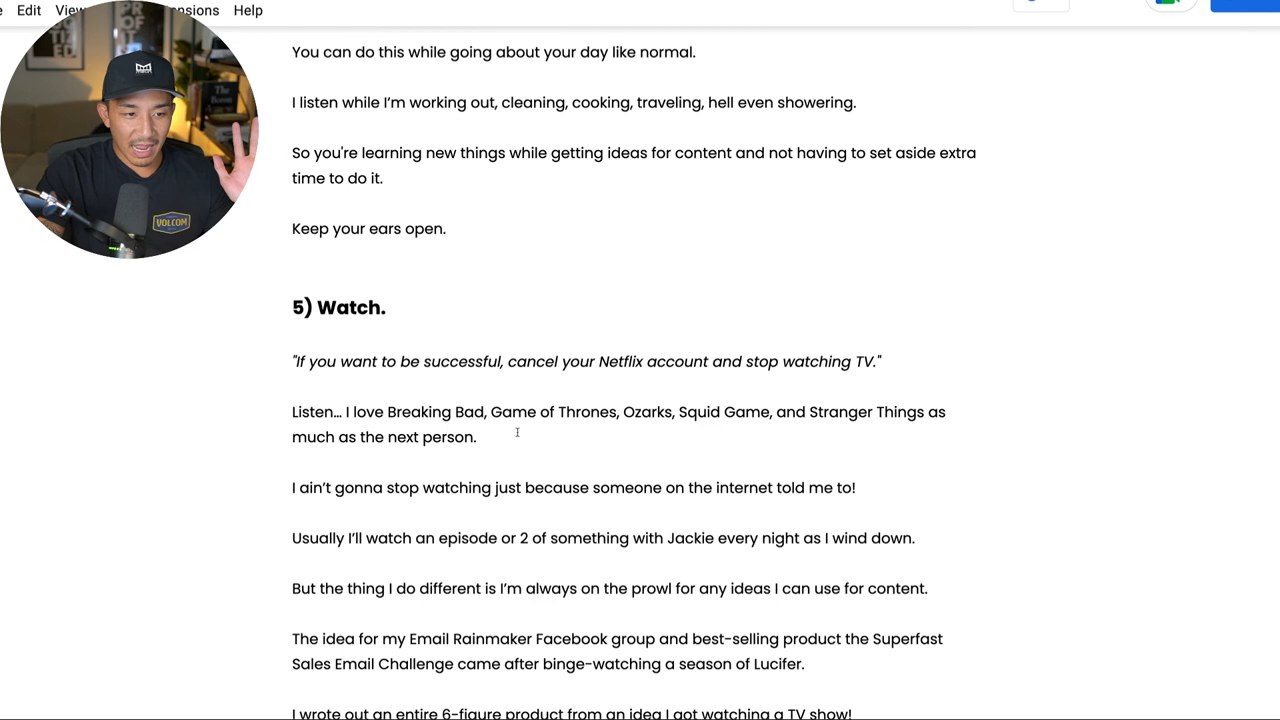 Edit
View
ensions
Help
PR
OF
IT
The
VOLCOM
You can do this while going about your day like normal.
I listen while I’m working out, cleaning, cooking, traveling, hell even showering.
So you're learning new things while getting ideas for content and not having to set aside extra
time to do it.
Keep your ears open.
5) Watch.
"If you want to be successful, cancel your Netflix account and stop watching TV."
Listen… I love Breaking Bad, Game of Thrones, Ozarks, Squid Game, and Stranger Things as
much as the next person.
I ain’t gonna stop watching just because someone on the internet told me to!
Usually I’ll watch an episode or 2 of something with Jackie every night as I wind down.
But the thing I do different is I’m always on the prowl for any ideas I can use for content.
The idea for my Email Rainmaker Facebook group and best-selling product the Superfast
Sales Email Challenge came after binge-watching a season of Lucifer.
I wrote out an entire 6-figure product from an idea I got watching a TV show!